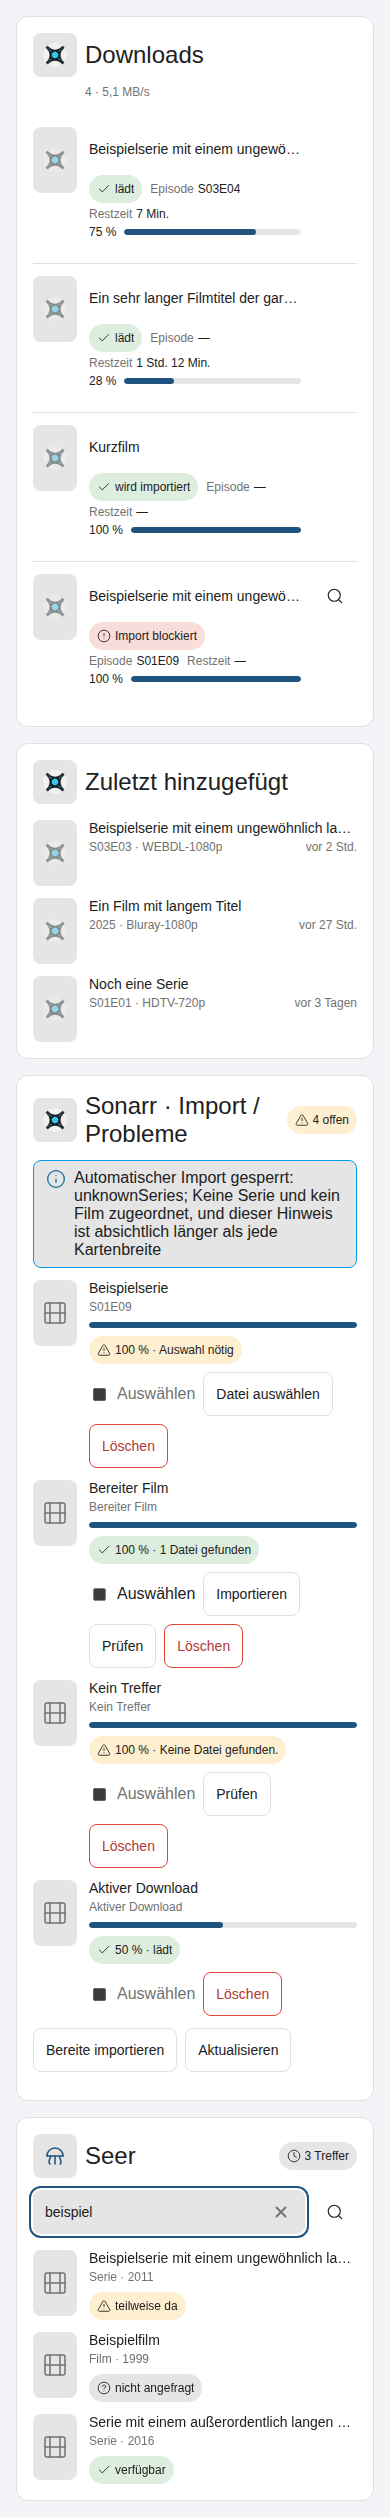 Downloads
4 · 5,1 MB/s
Beispielserie mit einem ungewö…
lädt Episode S03E04
Restzeit 7 Min.
75 %
Ein sehr langer Filmtitel der gar…
lädt Episode —
Restzeit 1 Std. 12 Min.
28 %
Kurzfilm
wird importiert Episode —
Restzeit —
100 %
Beispielserie mit einem ungewö…
Import blockiert
Episode S01E09 Restzeit —
100 %
Zuletzt hinzugefügt
Beispielserie mit einem ungewöhnlich la…
S03E03 · WEBDL-1080p vor 2 Std.
Ein Film mit langem Titel
2025 · Bluray-1080p vor 27 Std.
Noch eine Serie
S01E01 · HDTV-720p vor 3 Tagen
Sonarr · Import /
Probleme
4 offen
Automatischer Import gesperrt:
unknownSeries; Keine Serie und kein
Film zugeordnet, und dieser Hinweis
ist absichtlich länger als jede
Kartenbreite
Beispielserie
S01E09
100 % · Auswahl nötig
Auswählen Datei auswählen
Löschen
Bereiter Film
Bereiter Film
100 % · 1 Datei gefunden
Auswählen Importieren
Prüfen Löschen
Kein Treffer
Kein Treffer
100 % · Keine Datei gefunden.
Auswählen Prüfen
Löschen
Aktiver Download
Aktiver Download
50 % · lädt
Auswählen Löschen
Bereite importieren Aktualisieren
Seer 3 Treffer
beispiel
Beispielserie mit einem ungewöhnlich la…
Serie · 2011
teilweise da
Beispielfilm
Film · 1999
nicht angefragt
Serie mit einem außerordentlich langen …
Serie · 2016
verfügbar